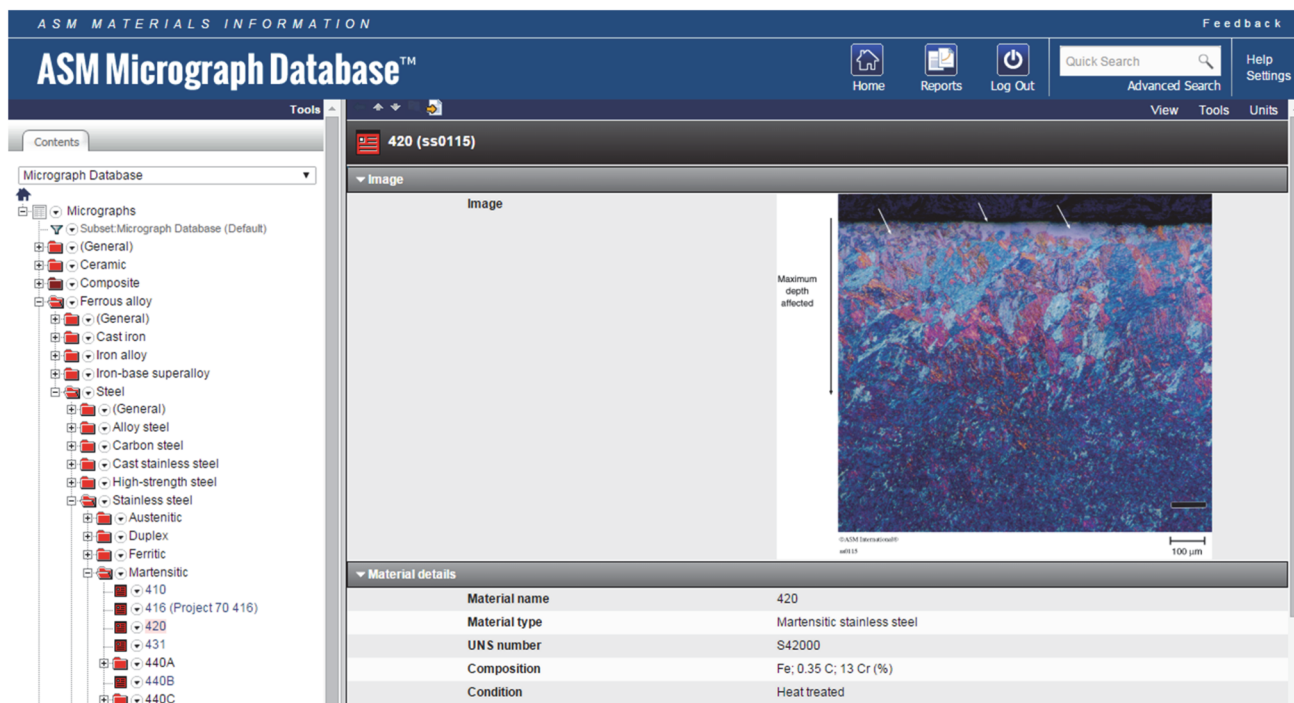 ASM MATERIALS INFORMATION
Feedback
ASM Micrograph Database™
Home
Reports
Log Out
Quick Search
Advanced Search
Help
Settings
Tools
View Tools Units
Contents
Micrograph Database
Micrographs
Subset:Micrograph Database (Default)
(General)
Ceramic
Composite
Ferrous alloy
(General)
Cast iron
Iron alloy
Iron-base superalloy
Steel
(General)
Alloy steel
Carbon steel
Cast stainless steel
High-strength steel
Stainless steel
Austenitic
Duplex
Ferritic
Martensitic
410
416 (Project 70 416)
420
431
440A
440B
440C
420 (ss0115)
Image
Image
Maximum
depth
affected
©ASM International®
ss0115
100 µm
Material details
Material name 420
Material type Martensitic stainless steel
UNS number S42000
Composition Fe; 0.35 C; 13 Cr (%)
Condition Heat treated